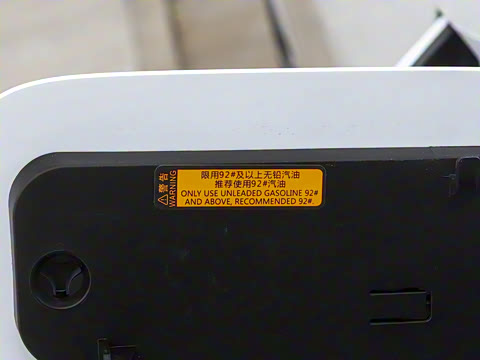 警告
WARNING
限用92#及以上无铅汽油
推荐使用92#汽油
ONLY USE UNLEADED GASOLINE 92#
AND ABOVE, RECOMMENDED 92#.